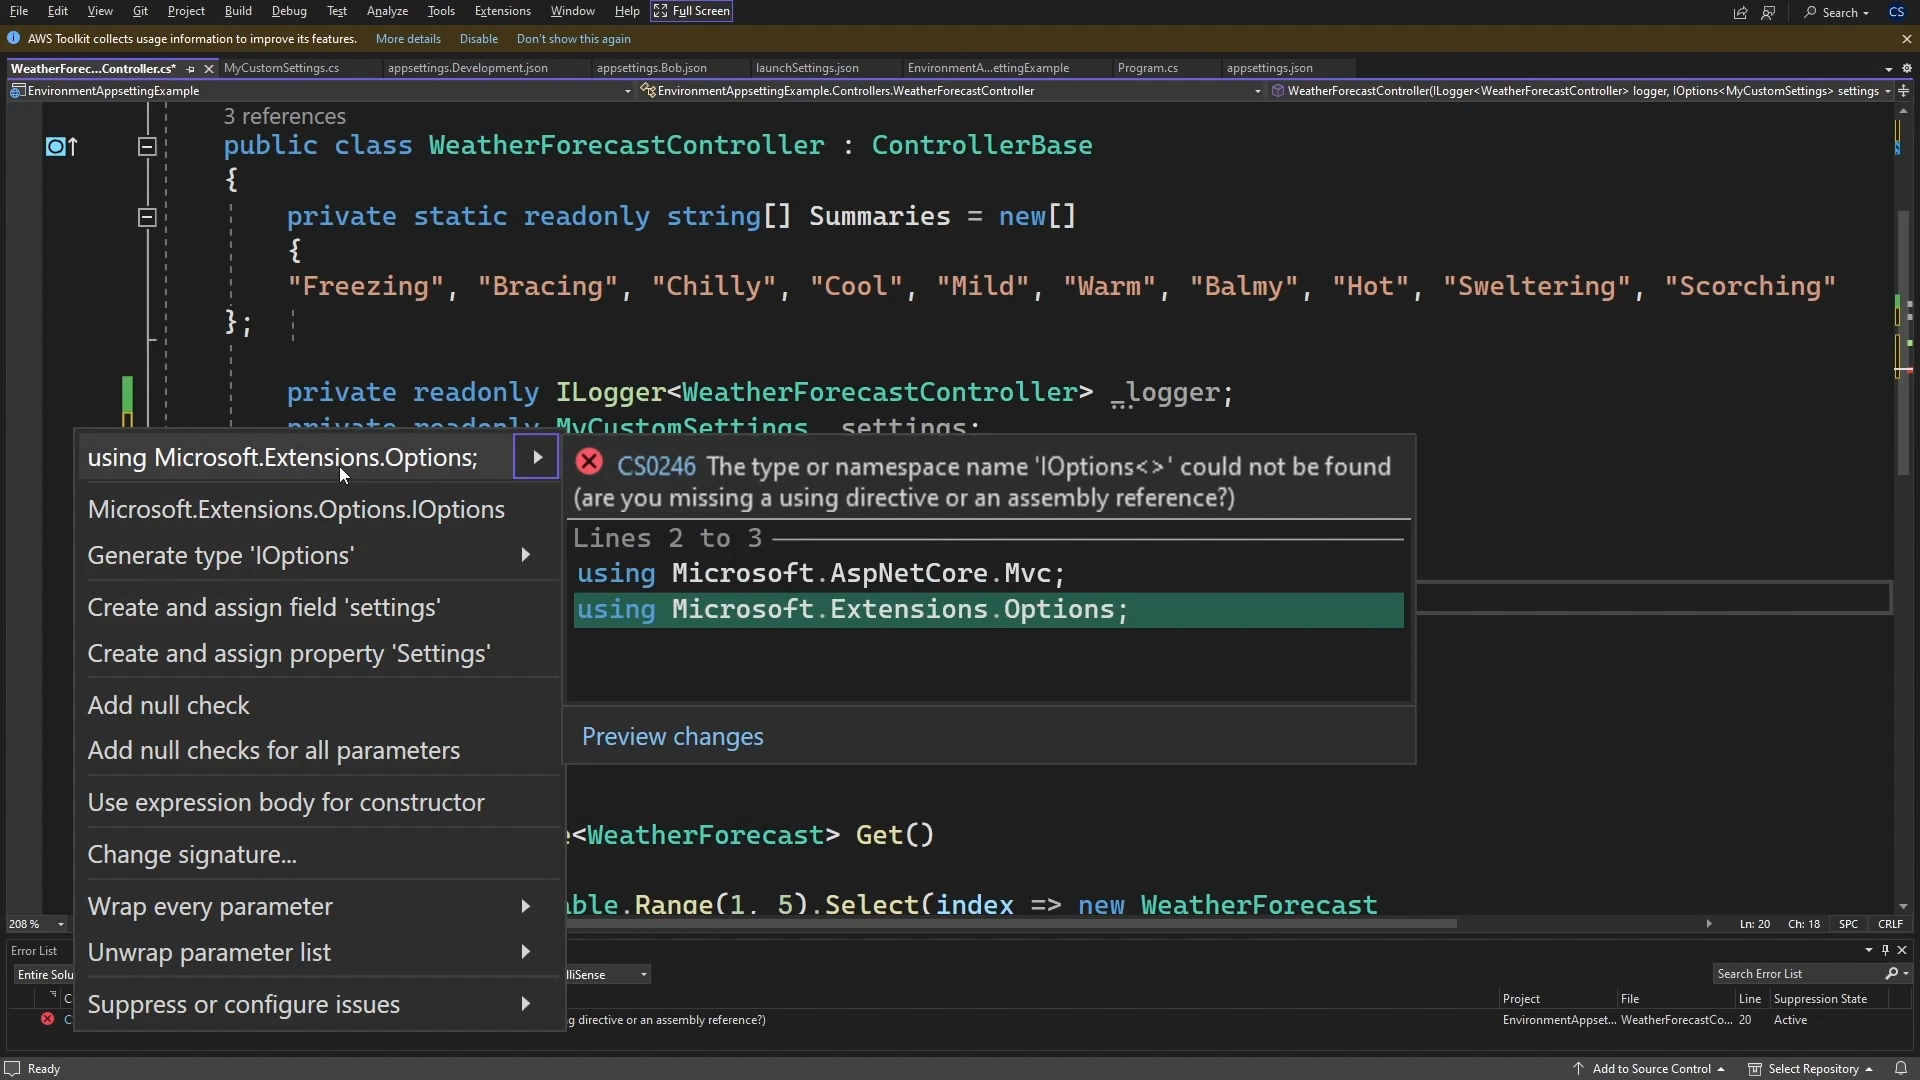 File Edit View Git Project Build Debug Test Analyze Tools Extensions Window Help Full Screen Search CS
AWS Toolkit collects usage information to improve its features. More details Disable Don't show this again
WeatherForec...Controller.cs* MyCustomSettings.cs appsettings.Development.json appsettings.Bob.json launchSettings.json EnvironmentA...ettingExample Program.cs appsettings.json
EnvironmentAppsettingExample EnvironmentAppsettingExample.Controllers.WeatherForecastController WeatherForecastController(ILogger<WeatherForecastController> logger, IOptions<MyCustomSettings> settings
3 references
public class WeatherForecastController : ControllerBase
{
private static readonly string[] Summaries = new[]
{
"Freezing", "Bracing", "Chilly", "Cool", "Mild", "Warm", "Balmy", "Hot", "Sweltering", "Scorching"
};
private readonly ILogger<WeatherForecastController> _logger;
private readonly MyCustomSettings _settings;
using Microsoft.Extensions.Options;
Microsoft.Extensions.Options.IOptions
Generate type 'IOptions'
Create and assign field 'settings'
Create and assign property 'Settings'
Add null check
Add null checks for all parameters
Use expression body for constructor
Change signature...
Wrap every parameter
Unwrap parameter list
Suppress or configure issues
CS0246 The type or namespace name 'IOptions<>' could not be found
(are you missing a using directive or an assembly reference?)
Lines 2 to 3
using Microsoft.AspNetCore.Mvc;
using Microsoft.Extensions.Options;
Preview changes
<WeatherForecast> Get()
able.Range(1, 5).Select(index => new WeatherForecast
208 % Ln: 20 Ch: 18 SPC CRLF
Error List
Entire Solu lliSense Search Error List
Project File Line Suppression State
g directive or an assembly reference?) EnvironmentAppset... WeatherForecastCo... 20 Active
Ready Add to Source Control Select Repository